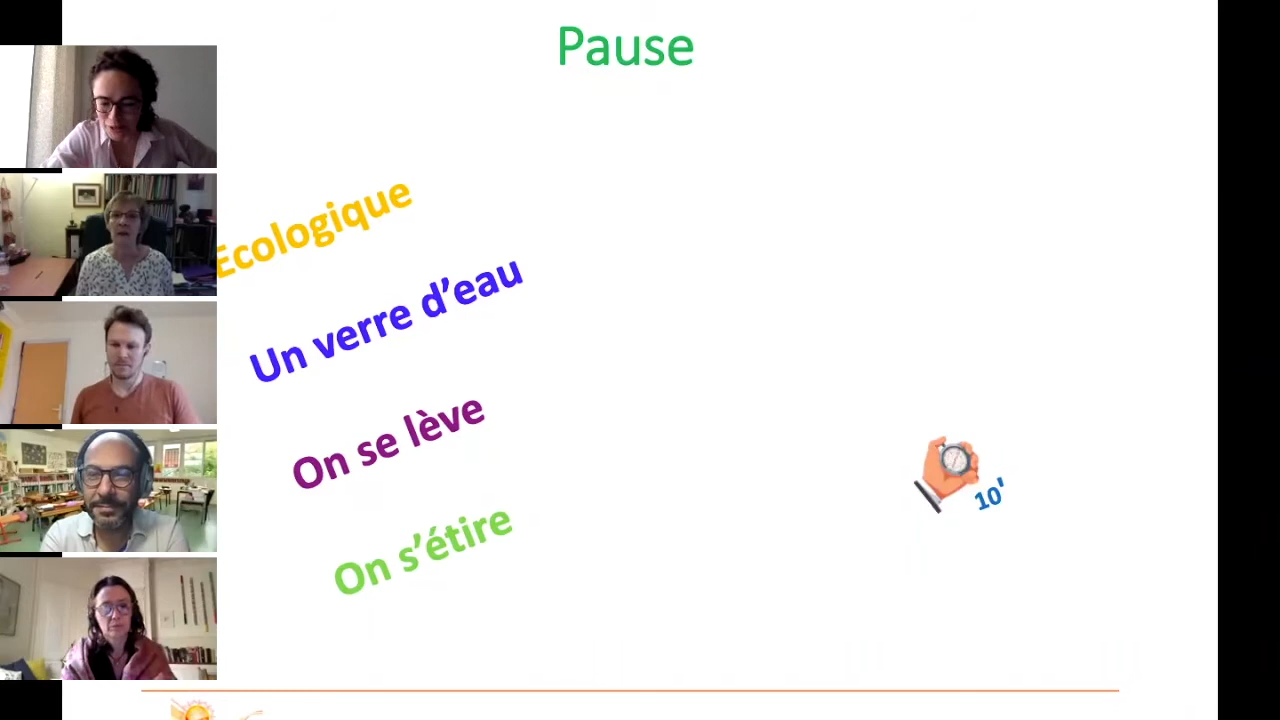 Pause
Ecologique
Un verre d’eau
On se lève
On s’étire
10'